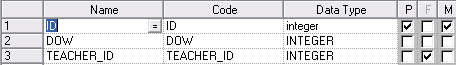 Name Code Data Type P F M
1 ID = ID integer
2 DOW DOW INTEGER
3 TEACHER_ID TEACHER_ID INTEGER F